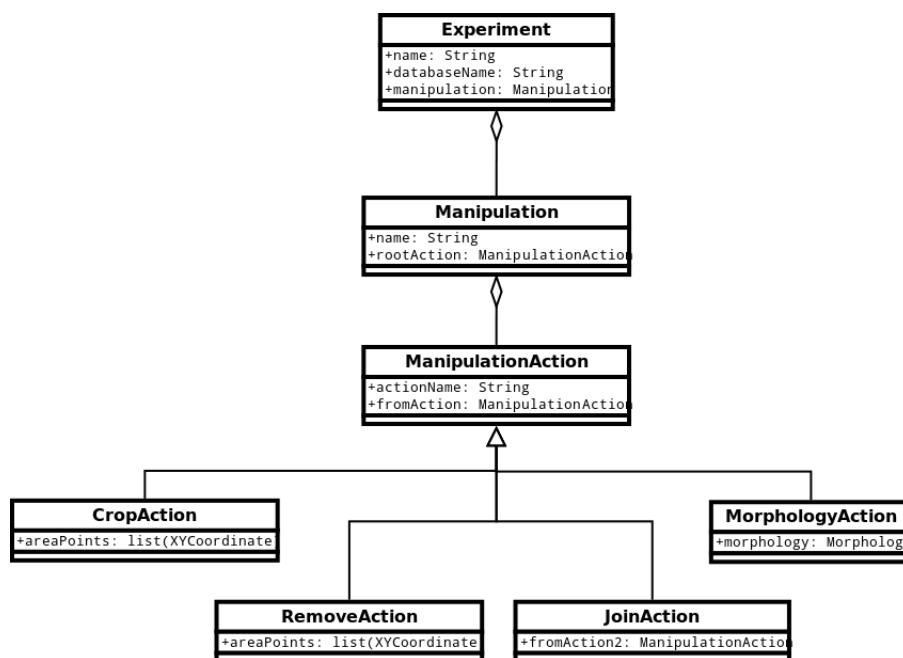 Experiment
+name: String
+databaseName: String
+manipulation: Manipulation
Manipulation
+name: String
+rootAction: ManipulationAction
ManipulationAction
+actionName: String
+fromAction: ManipulationAction
CropAction
+areaPoints: list(XYCoordinate
MorphologyAction
+morphology: Morpholog
RemoveAction
+areaPoints: list(XYCoordinate
JoinAction
+fromAction2: ManipulationAction